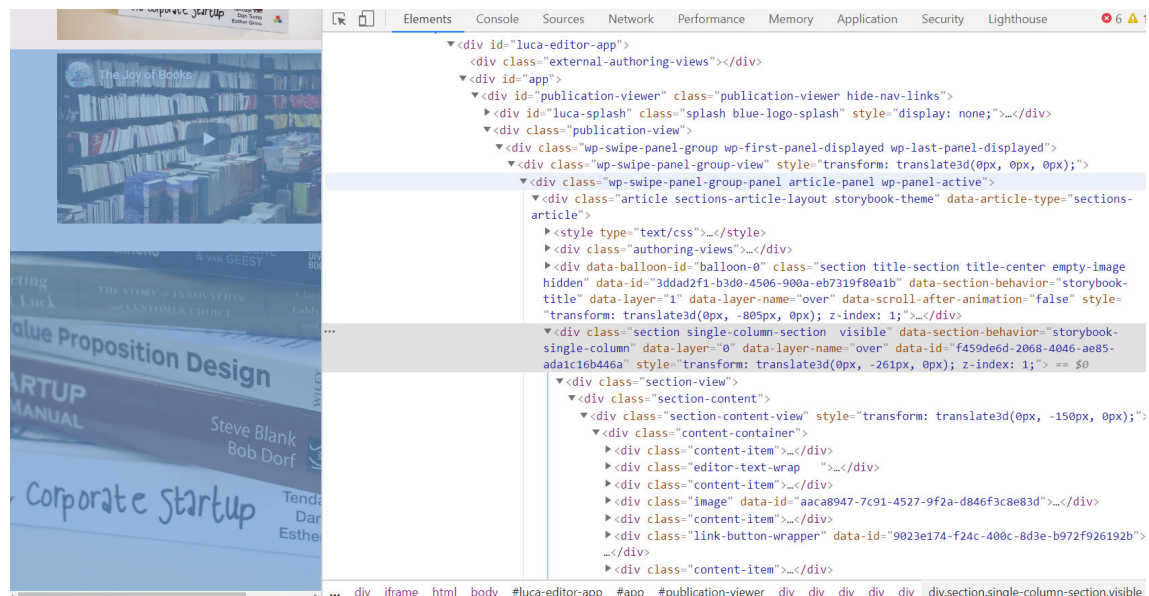 the corporate startup
Dan Toma
Esther Gons
The Joy of Books
& VAN GEEST
Luck
THE STORY of INNOVATION
and CUSTOMER CHOICE
alue Proposition Design
WILEY
ARTUP
MANUAL
Steve Blank
Bob Dorf
corporate startup
Tenda
Dan
Esthe
Elements Console Sources Network Performance Memory Application Security Lighthouse 6 1
▼<div id="luca-editor-app">
<div class="external-authoring-views"></div>
▼<div id="app">
▼<div id="publication-viewer" class="publication-viewer hide-nav-links">
▶<div id="luca-splash" class="splash blue-logo-splash" style="display: none;">…</div>
▼<div class="publication-view">
▼<div class="wp-swipe-panel-group wp-first-panel-displayed wp-last-panel-displayed">
▼<div class="wp-swipe-panel-group-view" style="transform: translate3d(0px, 0px, 0px);">
▼<div class="wp-swipe-panel-group-panel article-panel wp-panel-active">
▼<div class="article sections-article-layout storybook-theme" data-article-type="sections-
article">
▶<style type="text/css">…</style>
▶<div class="authoring-views">…</div>
▶<div data-balloon-id="balloon-0" class="section title-section title-center empty-image
hidden" data-id="3ddad2f1-b3d0-4506-900a-eb7319f80a1b" data-section-behavior="storybook-
title" data-layer="1" data-layer-name="over" data-scroll-after-animation="false" style=
"transform: translate3d(0px, -805px, 0px); z-index: 1;">…</div>
… ▼<div class="section single-column-section  visible" data-section-behavior="storybook-
single-column" data-layer="0" data-layer-name="over" data-id="f459de6d-2068-4046-ae85-
ada1c16b446a" style="transform: translate3d(0px, -261px, 0px); z-index: 1;"> == $0
▼<div class="section-view">
▼<div class="section-content">
▼<div class="section-content-view" style="transform: translate3d(0px, -150px, 0px);">
▼<div class="content-container">
▶<div class="content-item">…</div>
▶<div class="editor-text-wrap   ">…</div>
▶<div class="content-item">…</div>
▶<div class="image" data-id="aaca8947-7c91-4527-9f2a-d846f3c8e83d">…</div>
▶<div class="content-item">…</div>
▶<div class="link-button-wrapper" data-id="9023e174-f24c-400c-8d3e-b972f926192b">
…</div>
▶<div class="content-item">…</div>
… div iframe html body #luca-editor-app #app #publication-viewer div div div div div.section.single-column-section.visible